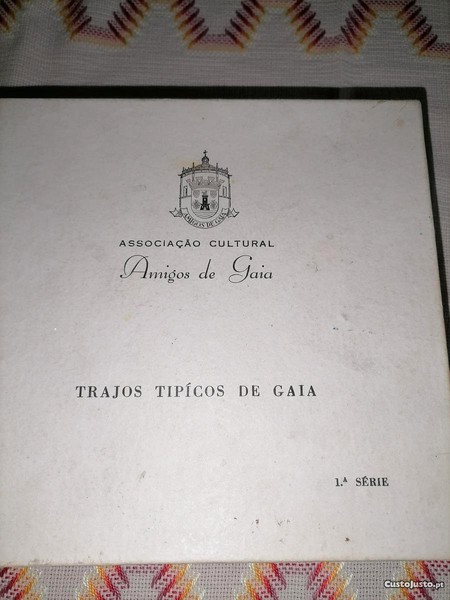 AMIGOS DE GAIA
ASSOCIAÇÃO CULTURAL
Amigos de Gaia
TRAJOS TIPÍCOS DE GAIA
1.ª SÉRIE
CustoJusto.pt